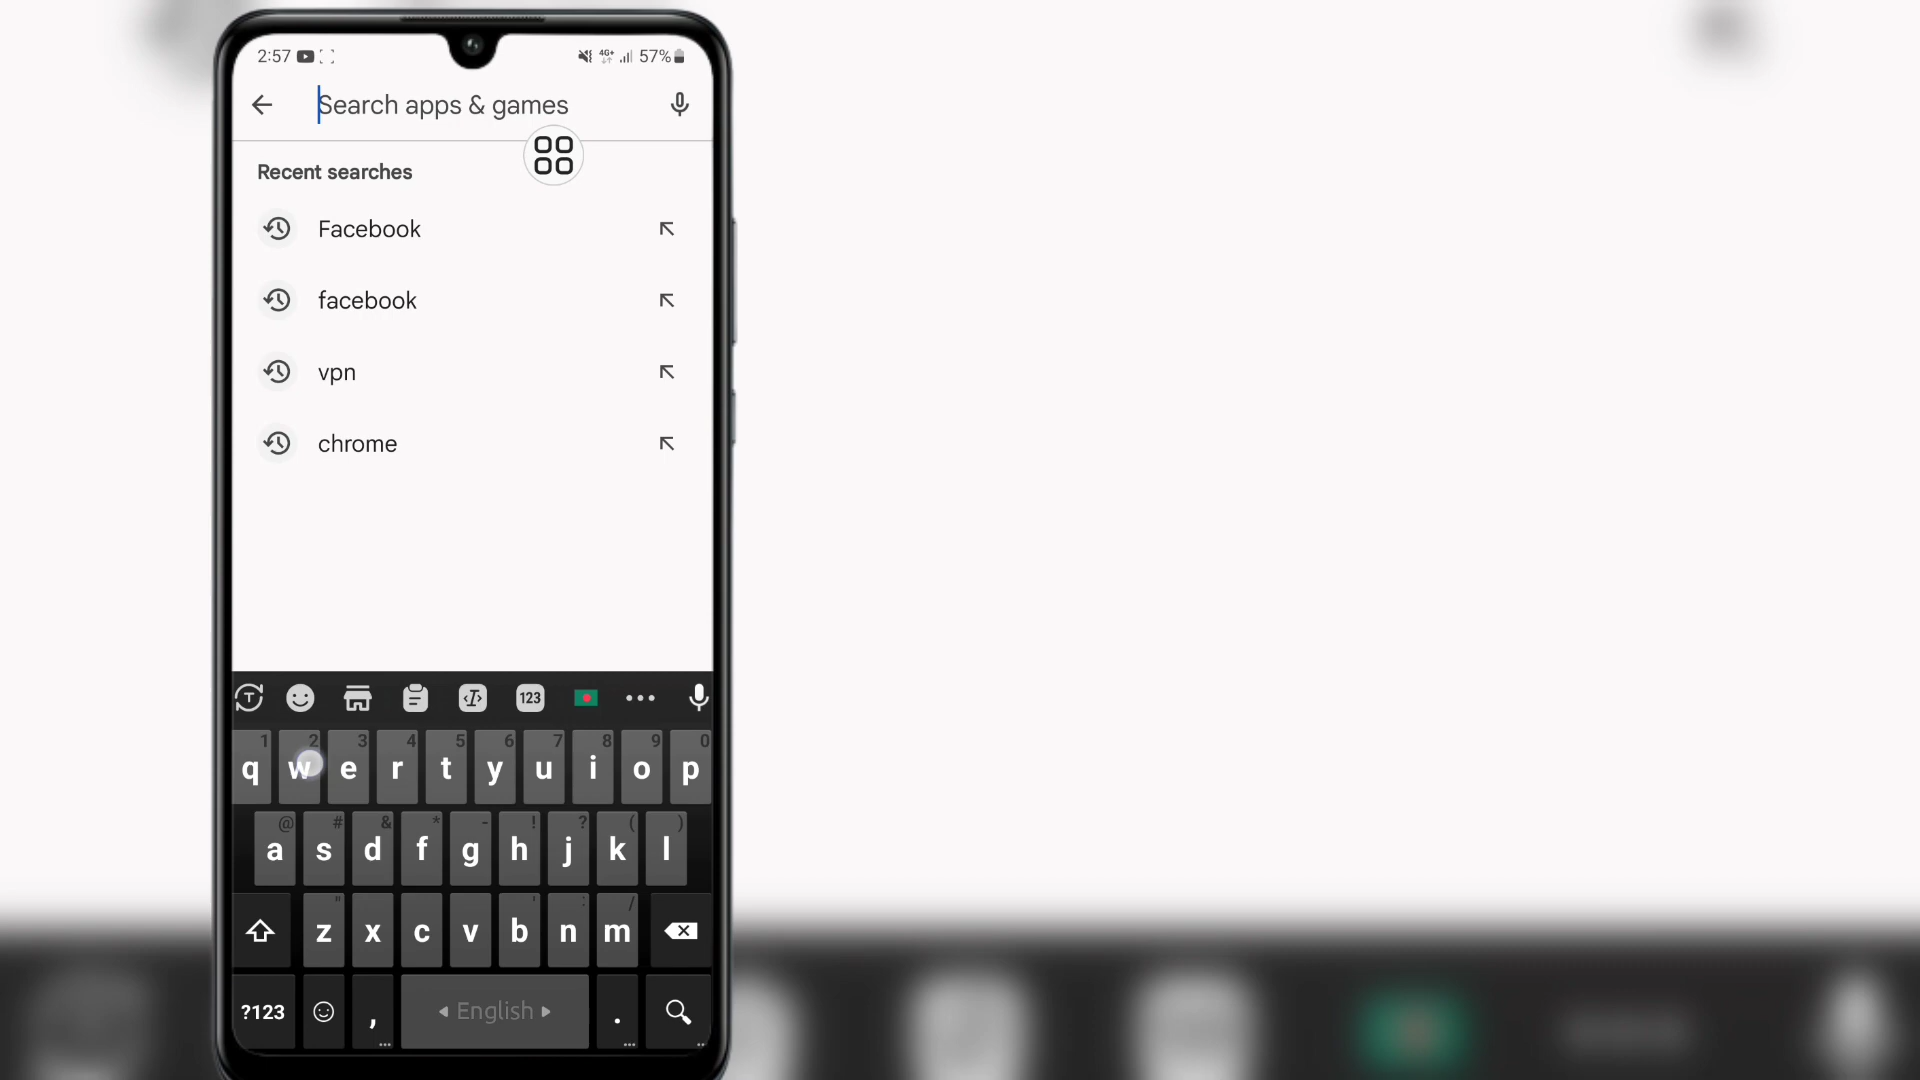 2:57 4G+ 57%
Search apps & games
Recent searches
Facebook
facebook
vpn
chrome
T 123
1 2 3 4 5 6 7 8 9 0
q w e r t y u i o p
@ # & * - ! ? ( )
a s d f g h j k l
" ' : /
z x c v b n m
?123 , English .